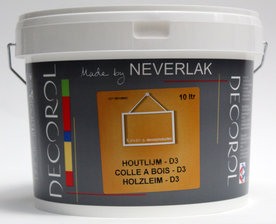 Made by NEVERLAK
DECOROL
DECOROL
10 ltr
HOUTLIJM - D3
COLLE A BOIS - D3
HOLZLEIM - D3